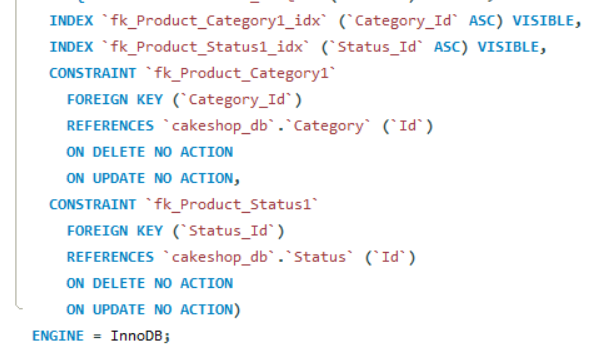 INDEX `fk_Product_Category1_idx` (`Category_Id` ASC) VISIBLE,
INDEX `fk_Product_Status1_idx` (`Status_Id` ASC) VISIBLE,
CONSTRAINT `fk_Product_Category1`
FOREIGN KEY (`Category_Id`)
REFERENCES `cakeshop_db`.`Category` (`Id`)
ON DELETE NO ACTION
ON UPDATE NO ACTION,
CONSTRAINT `fk_Product_Status1`
FOREIGN KEY (`Status_Id`)
REFERENCES `cakeshop_db`.`Status` (`Id`)
ON DELETE NO ACTION
ON UPDATE NO ACTION)
ENGINE = InnoDB;